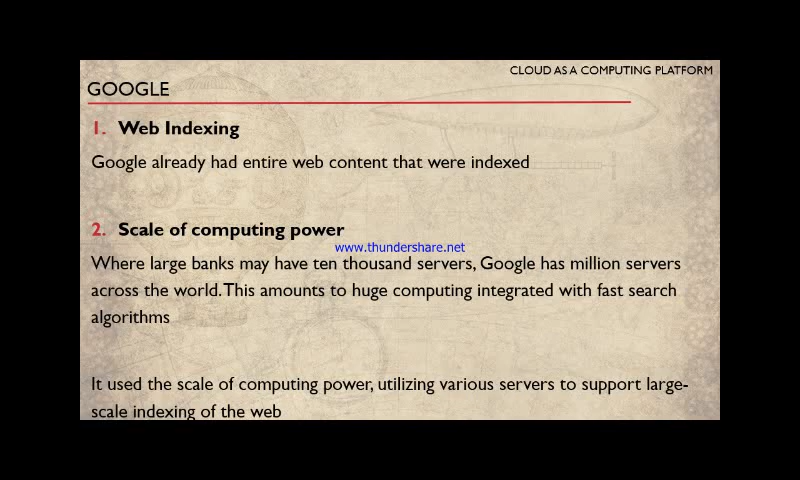 CLOUD AS A COMPUTING PLATFORM
GOOGLE
1. Web Indexing
Google already had entire web content that were indexed
2. Scale of computing power
www.thundershare.net
Where large banks may have ten thousand servers, Google has million servers
across the world. This amounts to huge computing integrated with fast search
algorithms
It used the scale of computing power, utilizing various servers to support large-
scale indexing of the web